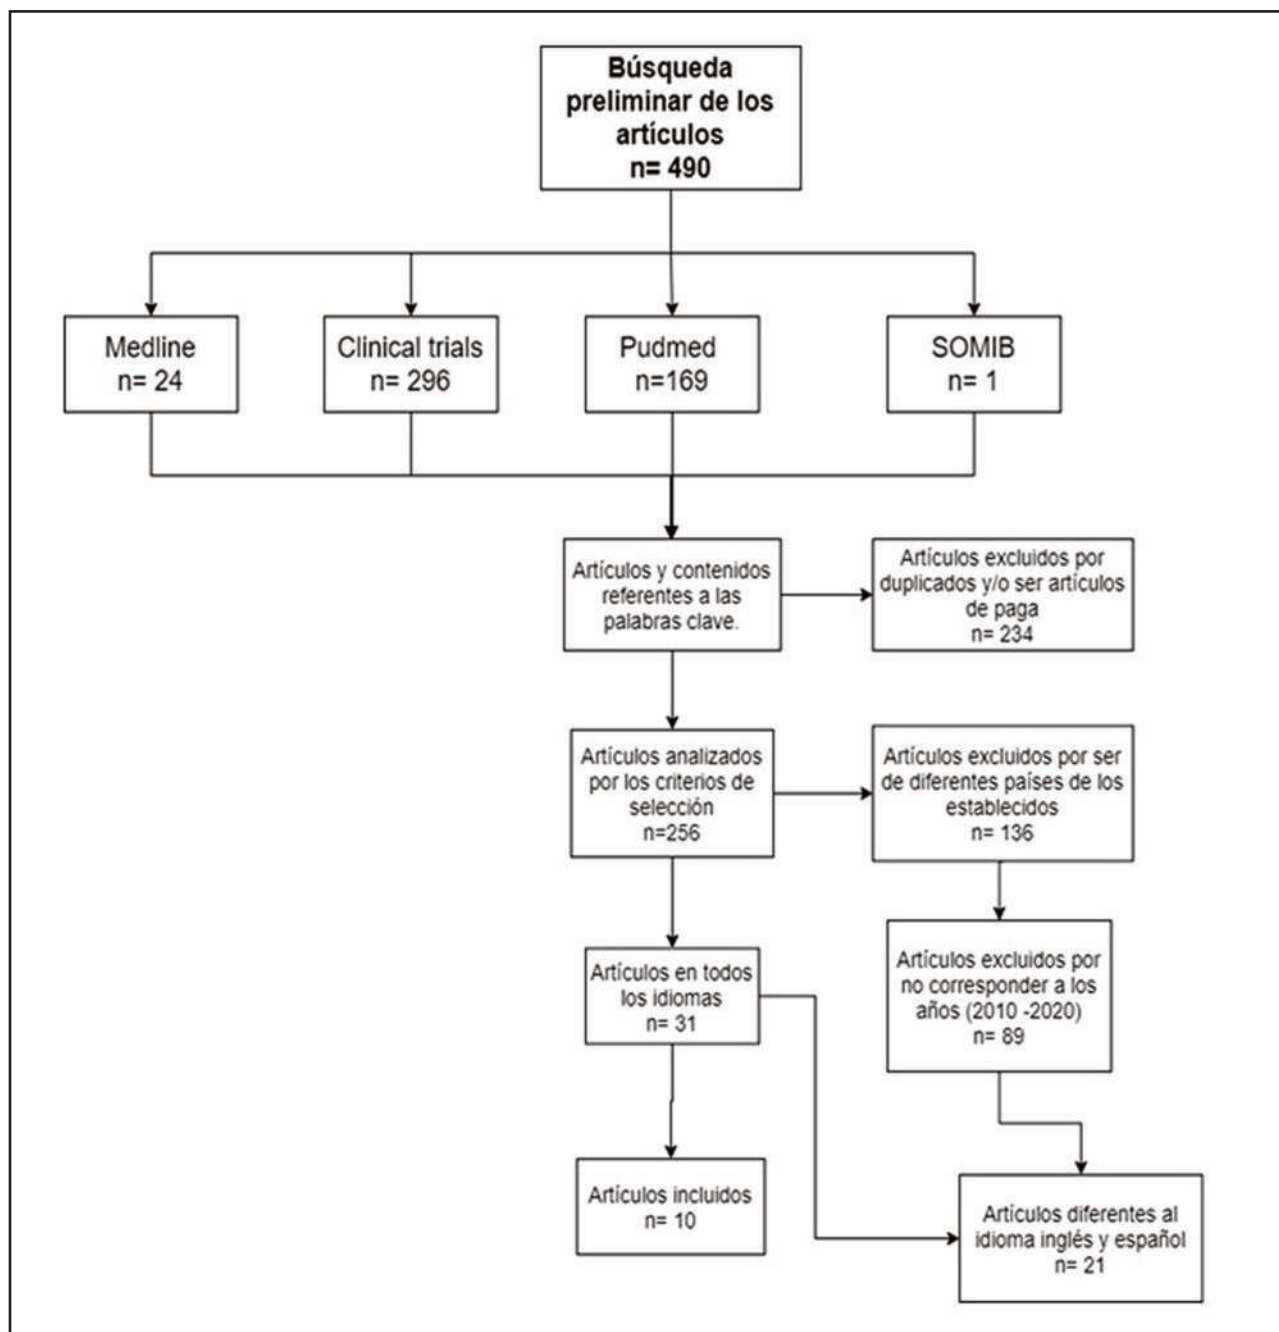 Búsqueda
preliminar de los
artículos
n= 490
Medline
n= 24
Clinical trials
n= 296
Pudmed
n=169
SOMIB
n= 1
Artículos y contenidos
referentes a las
palabras clave.
Artículos excluidos por
duplicados y/o ser artículos
de paga
n= 234
Artículos analizados
por los criterios de
selección
n=256
Artículos excluidos por ser
de diferentes países de los
establecidos
n= 136
Artículos en todos
los idiomas
n= 31
Artículos excluidos por
no corresponder a los
años (2010 -2020)
n= 89
Artículos incluidos
n= 10
Artículos diferentes al
idioma inglés y español
n= 21